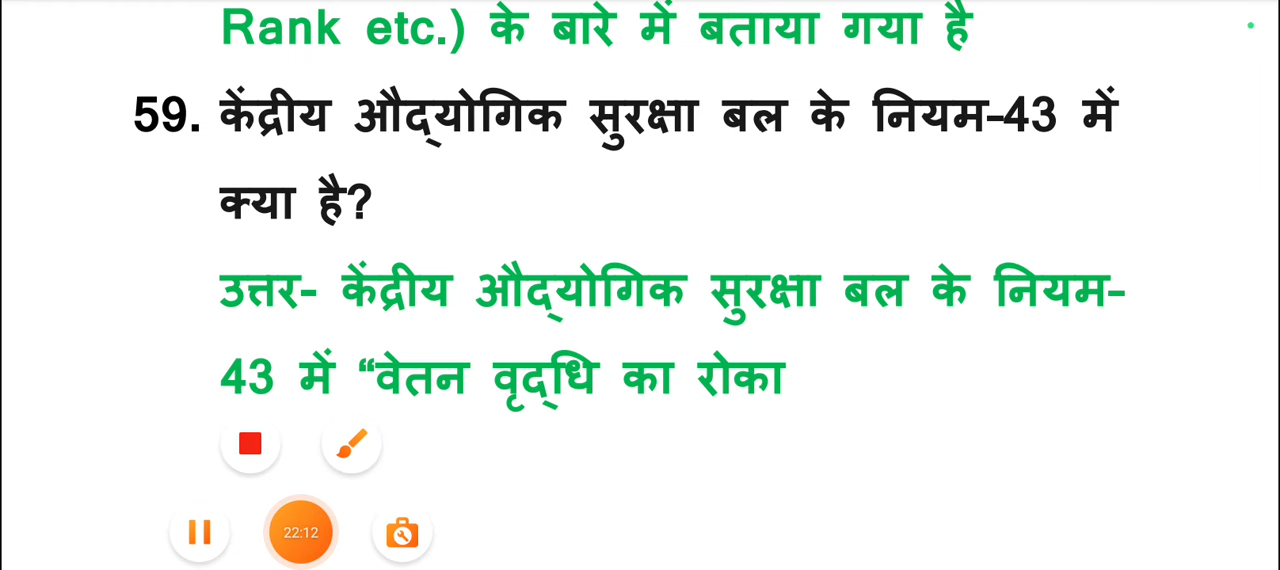 Rank etc.) के बारे में बताया गया है
59. केंद्रीय औद्योगिक सुरक्षा बल के नियम-43 में
क्या है?
उत्तर- केंद्रीय औद्योगिक सुरक्षा बल के नियम-
43 में “वेतन वृद्धि का रोका
22:12